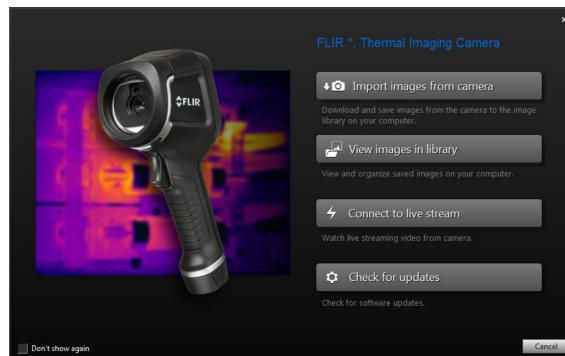 FLIR *, Thermal Imaging Camera
Import images from camera
Download and save images from the camera to the image
library on your computer.
FLIR
View images in library
View and organize saved images on your computer.
Connect to live stream
Watch live streaming video from camera.
Check for updates
Check for software updates.
Don't show again
Cancel